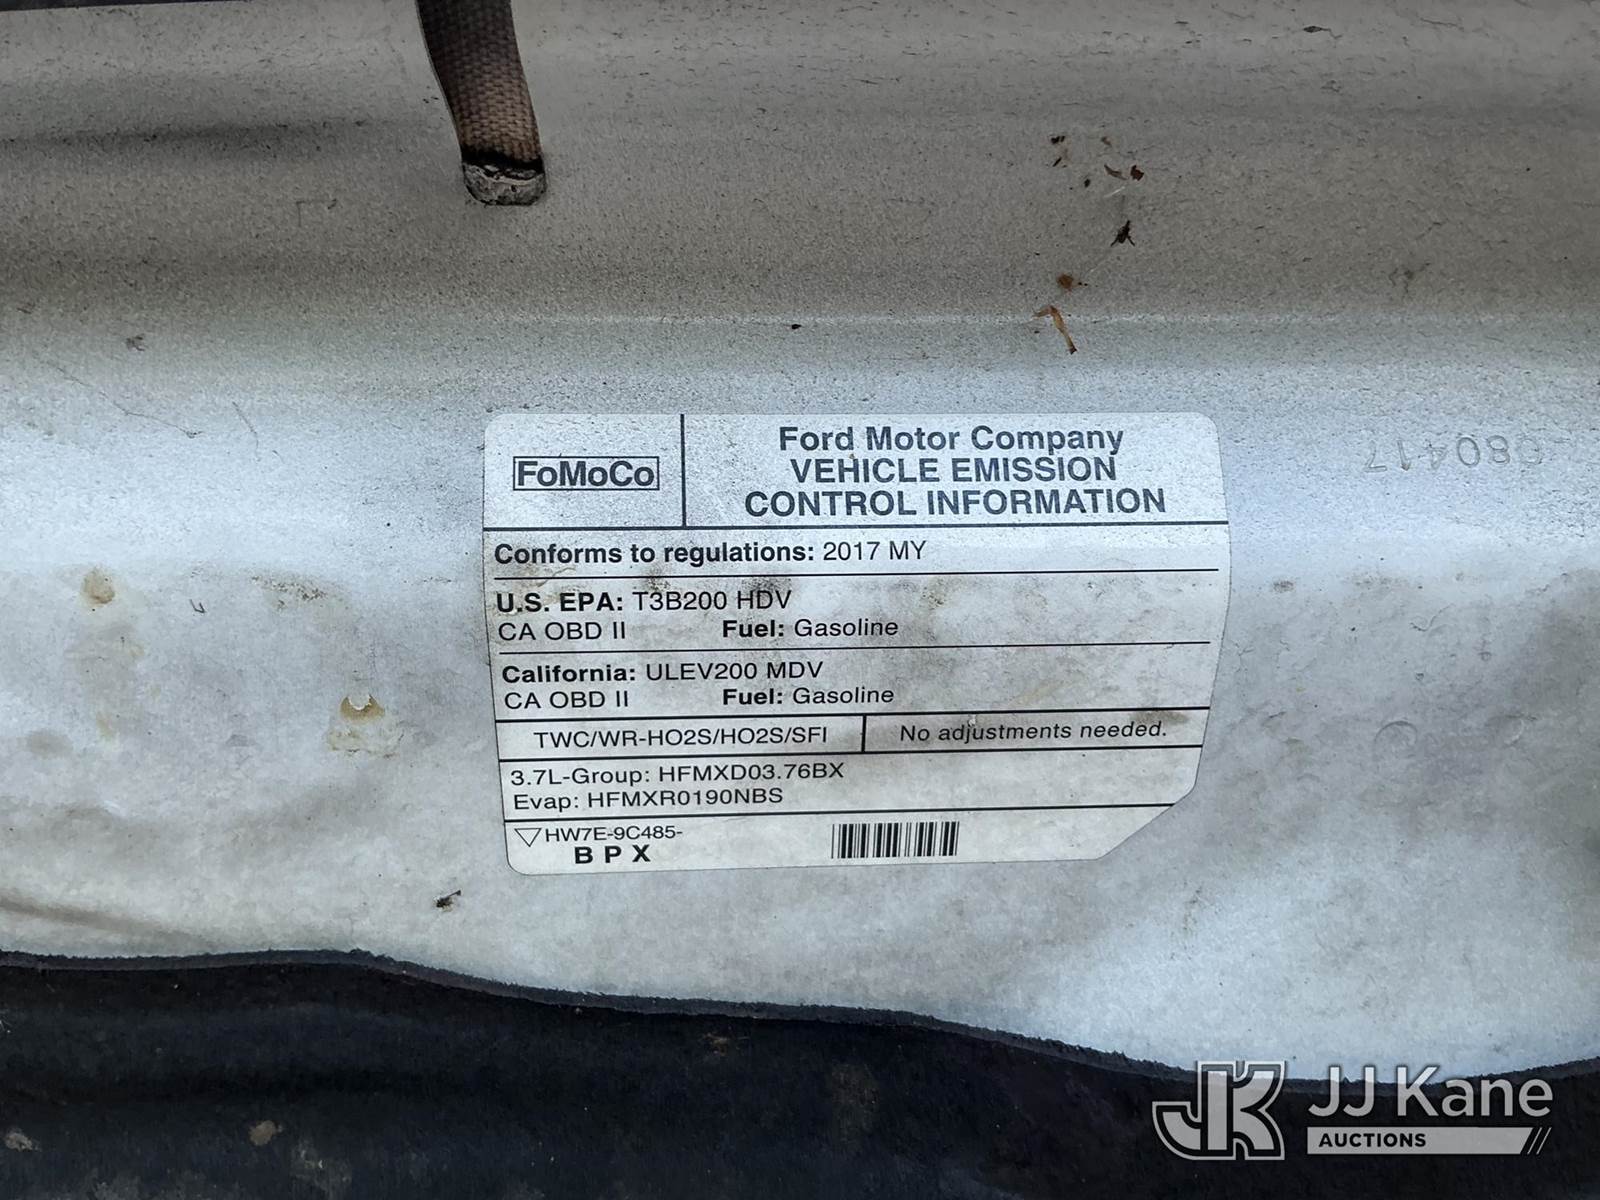 FoMoCo
Ford Motor Company
VEHICLE EMISSION
CONTROL INFORMATION
Conforms to regulations: 2017 MY
U.S. EPA: T3B200 HDV
CA OBD II Fuel: Gasoline
California: ULEV200 MDV
CA OBD II Fuel: Gasoline
TWC/WR-HO2S/HO2S/SFI
No adjustments needed.
3.7L-Group: HFMXD03.76BX
Evap: HFMXR0190NBS
HW7E-9C485-
B P X
JK
JJ Kane
AUCTIONS